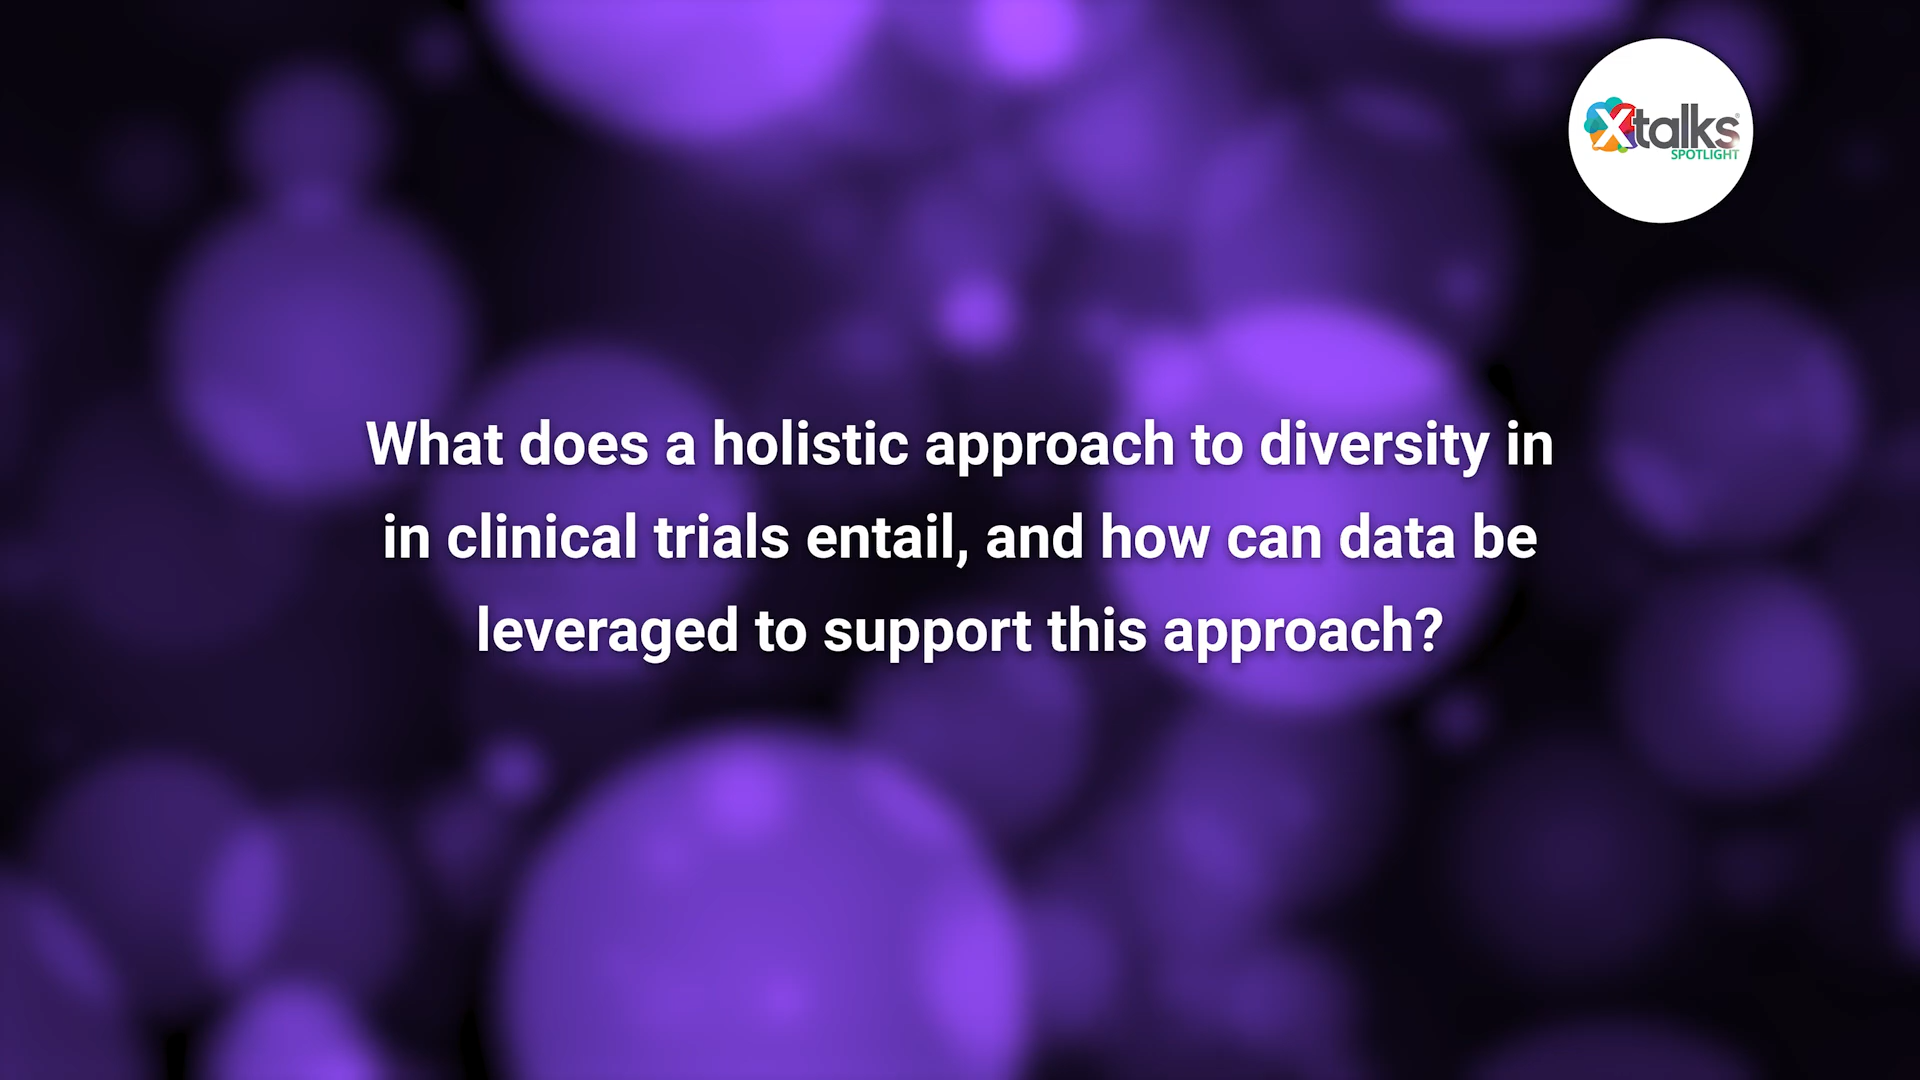 Xtalks
SPOTLIGHT
What does a holistic approach to diversity in
in clinical trials entail, and how can data be
leveraged to support this approach?